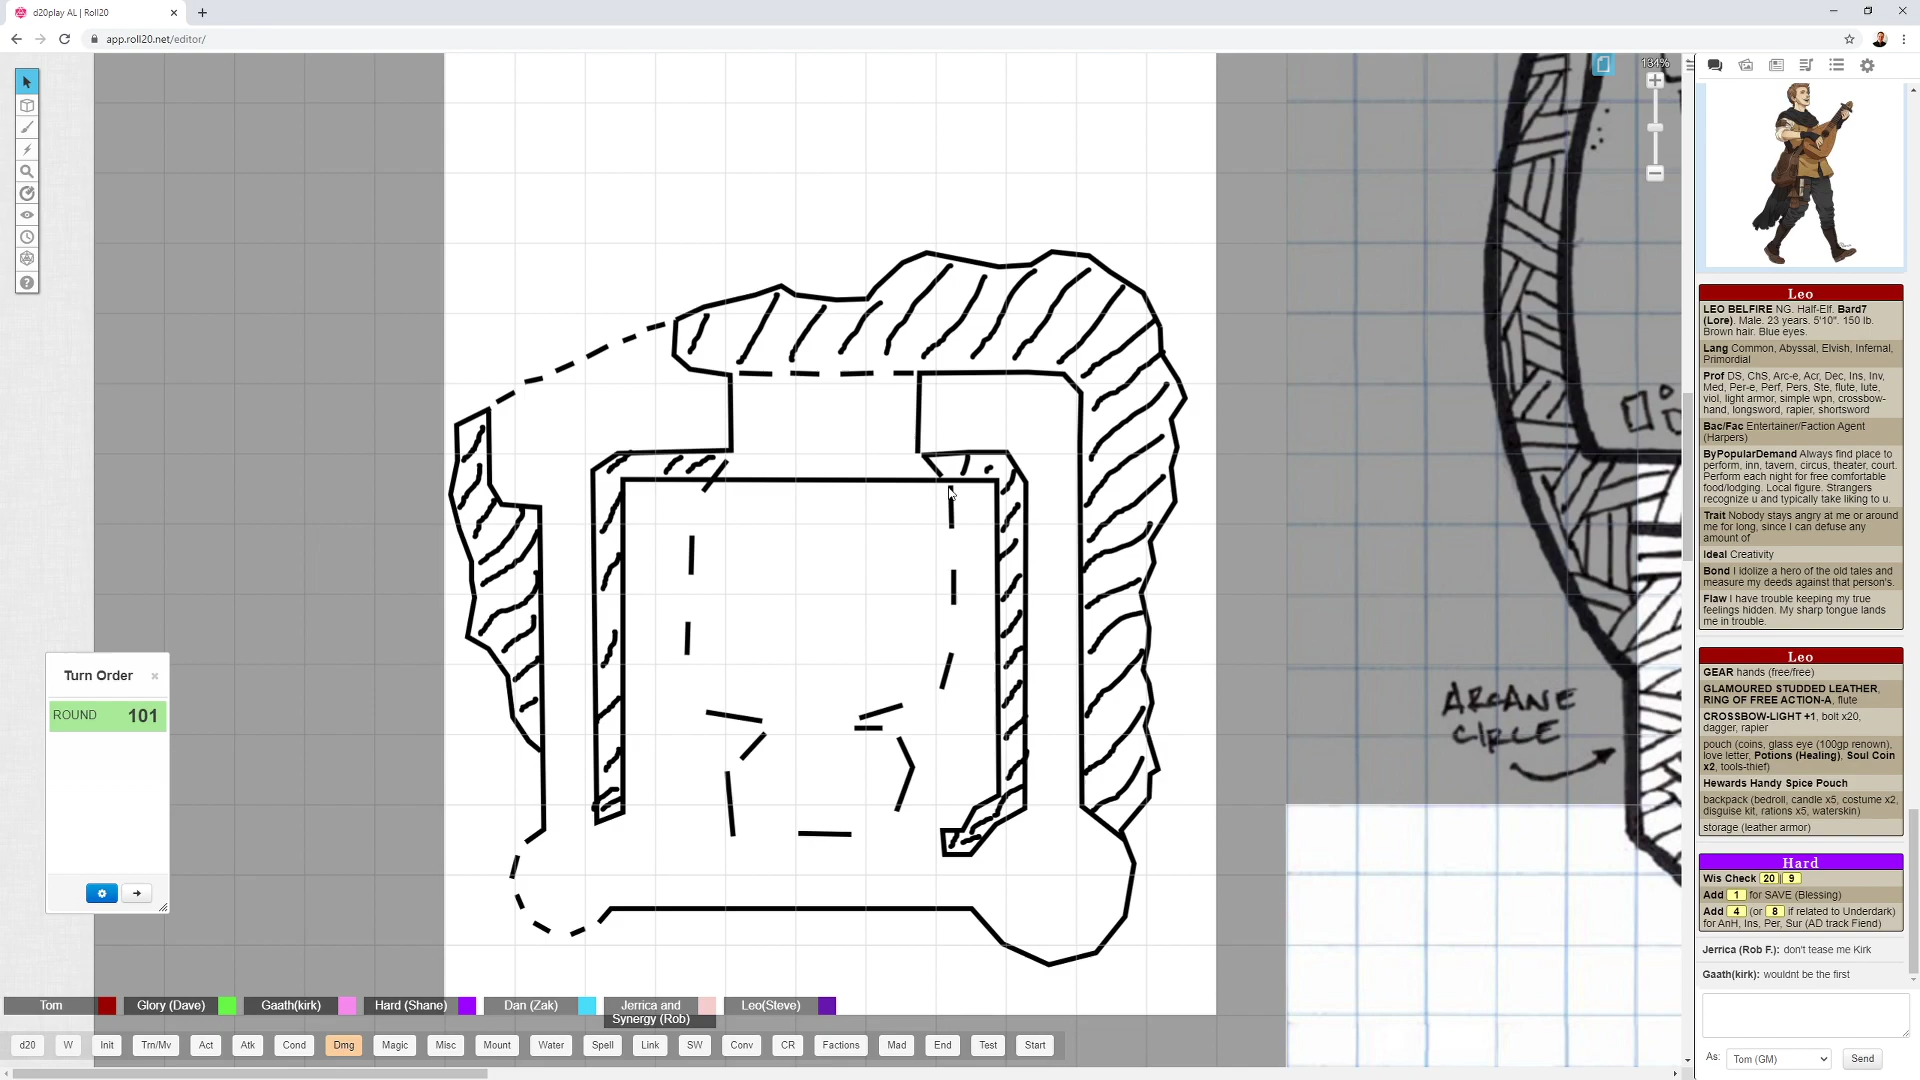 d20play AL | Roll20
app.roll20.net/editor/
134%
Leo
LEO BELFIRE NG. Half-Elf. Bard7
(Lore). Male. 23 years. 5'10". 150 lb.
Brown hair. Blue eyes.
Lang Common, Abyssal, Elvish, Infernal,
Primordial
Prof DS, ChS, Arc-e, Acr, Dec, Ins, Inv,
Med, Per-e, Perf, Pers, Ste, flute, lute,
viol, light armor, simple wpn, crossbow-
hand, longsword, rapier, shortsword
Bac/Fac Entertainer/Faction Agent
(Harpers)
ByPopularDemand Always find place to
perform, inn, tavern, circus, theater, court.
Perform each night for free comfortable
food/lodging. Local figure. Strangers
recognize u and typically take liking to u.
Trait Nobody stays angry at me or around
me for long, since I can defuse any
amount of
Ideal Creativity
Bond I idolize a hero of the old tales and
measure my deeds against that person's.
Flaw I have trouble keeping my true
feelings hidden. My sharp tongue lands
me in trouble.
Leo
GEAR hands (free/free)
GLAMOURED STUDDED LEATHER,
RING OF FREE ACTION-A, flute
CROSSBOW-LIGHT +1, bolt x20,
dagger, rapier
pouch (coins, glass eye (100gp renown),
love letter, Potions (Healing), Soul Coin
x2, tools-thief)
Hewards Handy Spice Pouch
backpack (bedroll, candle x5, costume x2,
disguise kit, rations x5, waterskin)
storage (leather armor)
Hard
Wis Check 20 9
Add 1 for SAVE (Blessing)
Add 4 (or 8 if related to Underdark)
for AnH, Ins, Per, Sur (AD track Fiend)
Jerrica (Rob F.): don't tease me Kirk
Gaath(kirk): wouldnt be the first
As: Tom (GM) Send
ARCANE
CIRCLE
Turn Order
ROUND 101
Tom Glory (Dave) Gaath(kirk) Hard (Shane) Dan (Zak) Jerrica and Leo(Steve)
Synergy (Rob)
d20 W Init Trn/Mv Act Atk Cond Dmg Magic Misc Mount Water Spell Link SW Conv CR Factions Mad End Test Start